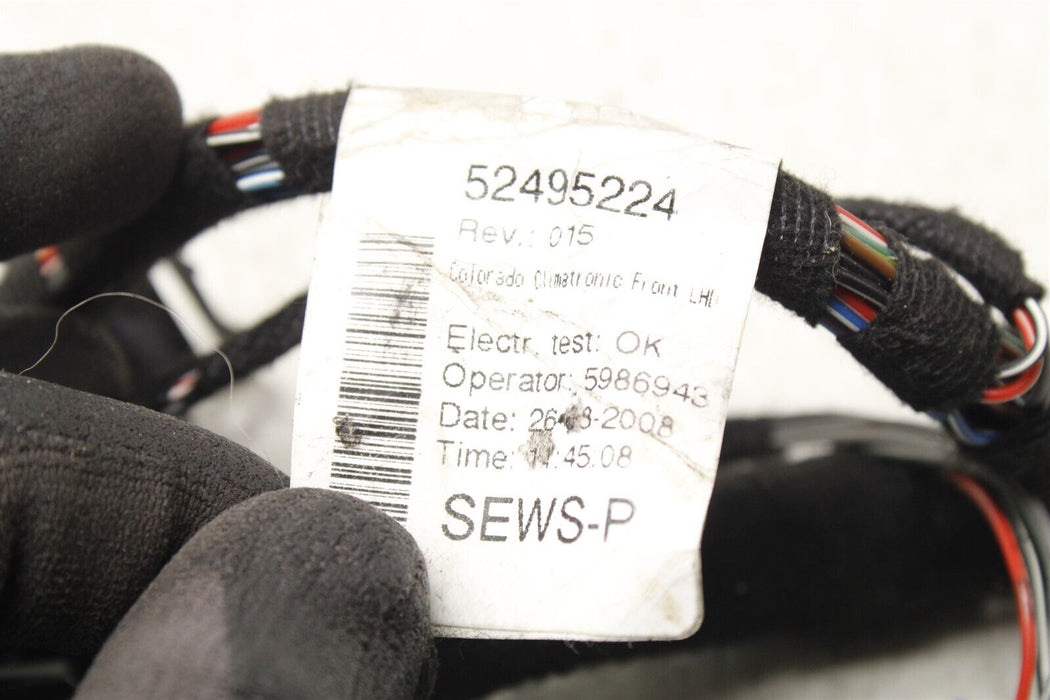 52495224
Rev.: 015
Colorado Climatronic Front LHD
Electr. test: OK
Operator: 5986943
Date:
Time:
SEWS-P